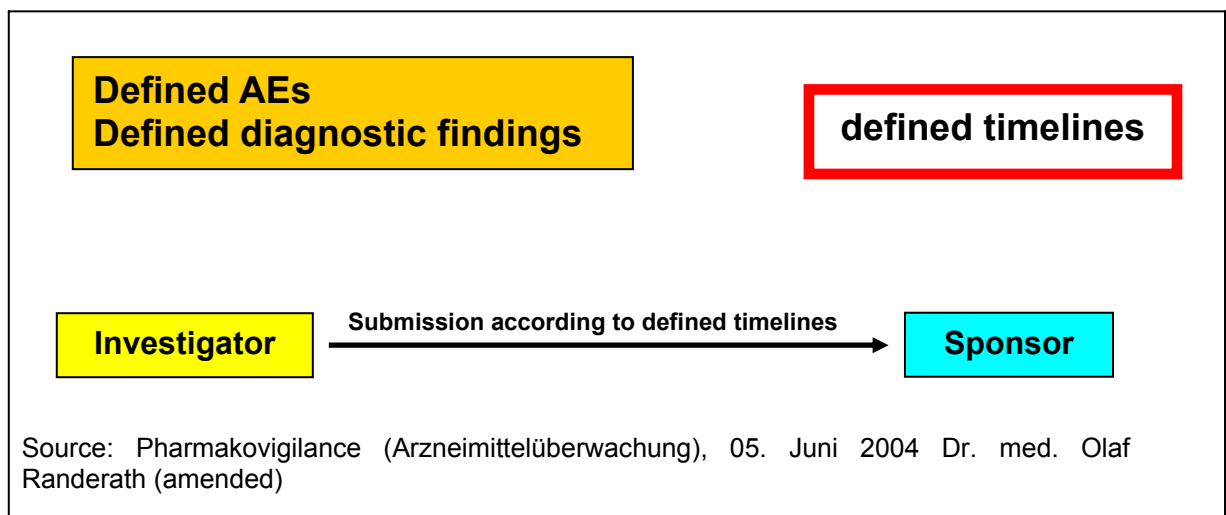 Defined AEs
Defined diagnostic findings
defined timelines
Investigator
Submission according to defined timelines
Sponsor
Source: Pharmakovigilance (Arzneimittelüberwachung), 05. Juni 2004 Dr. med. Olaf
Randerath (amended)